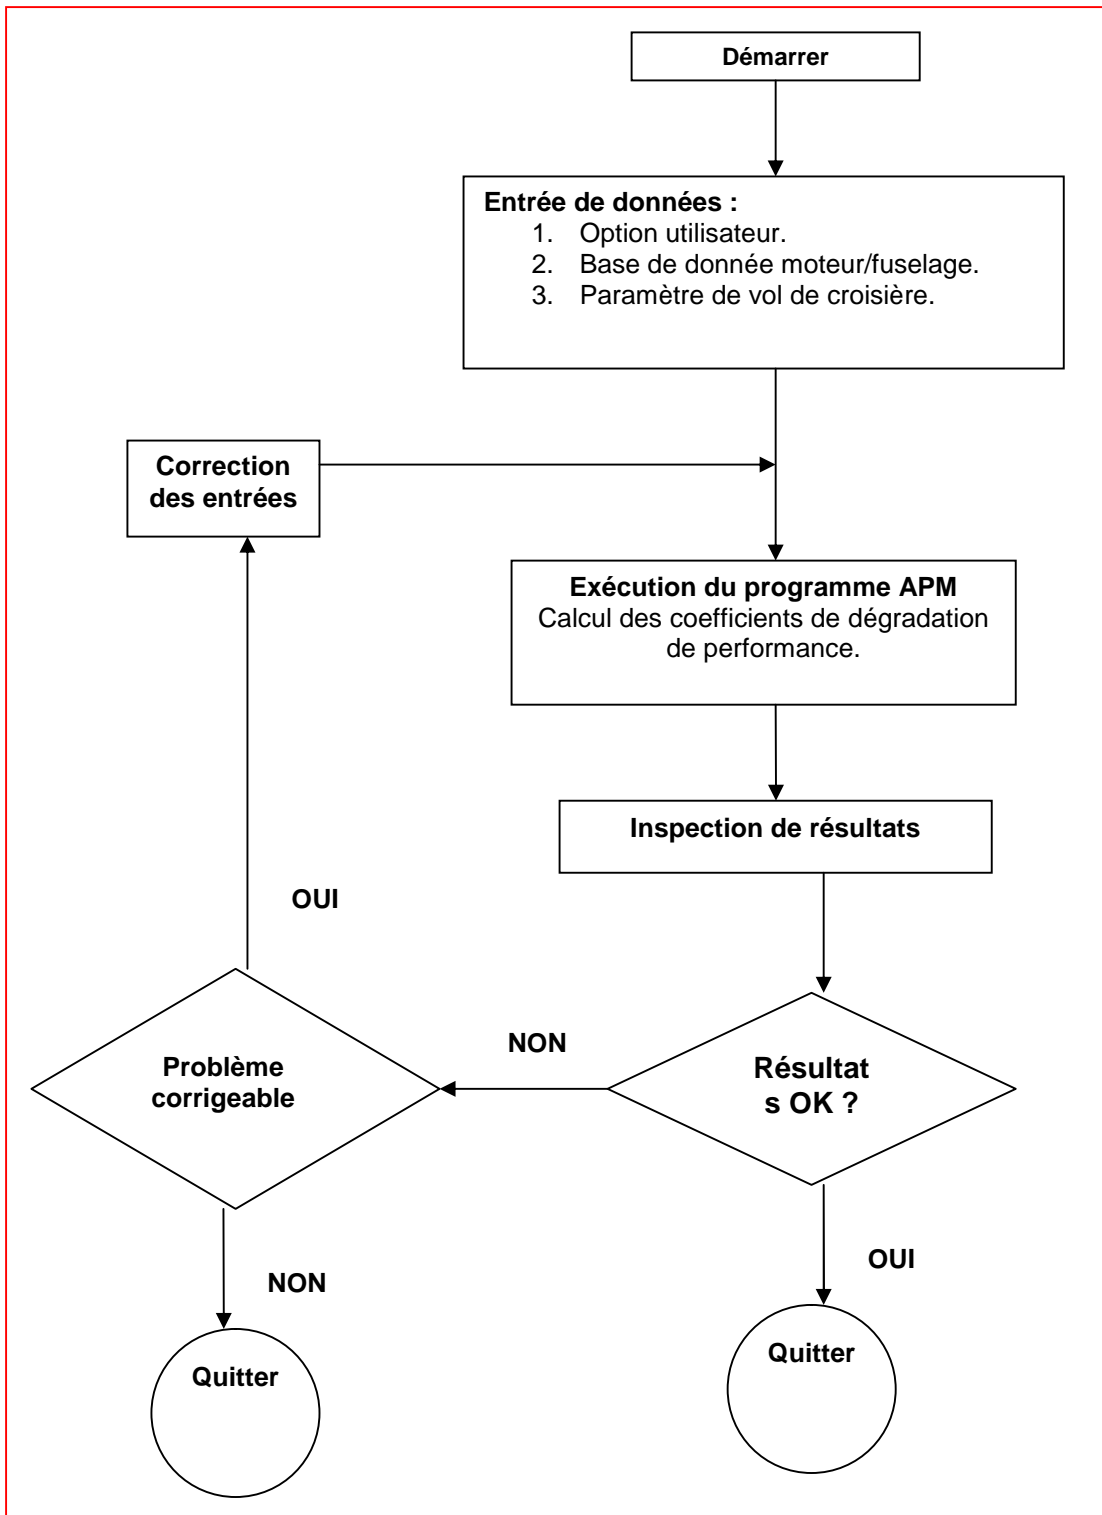 Démarrer
Entrée de données :
1. Option utilisateur.
2. Base de donnée moteur/fuselage.
3. Paramètre de vol de croisière.
Correction
des entrées
Exécution du programme APM
Calcul des coefficients de dégradation
de performance.
Inspection de résultats
OUI
Problème
corrigeable
NON
Résultat
s OK ?
NON
OUI
Quitter
Quitter